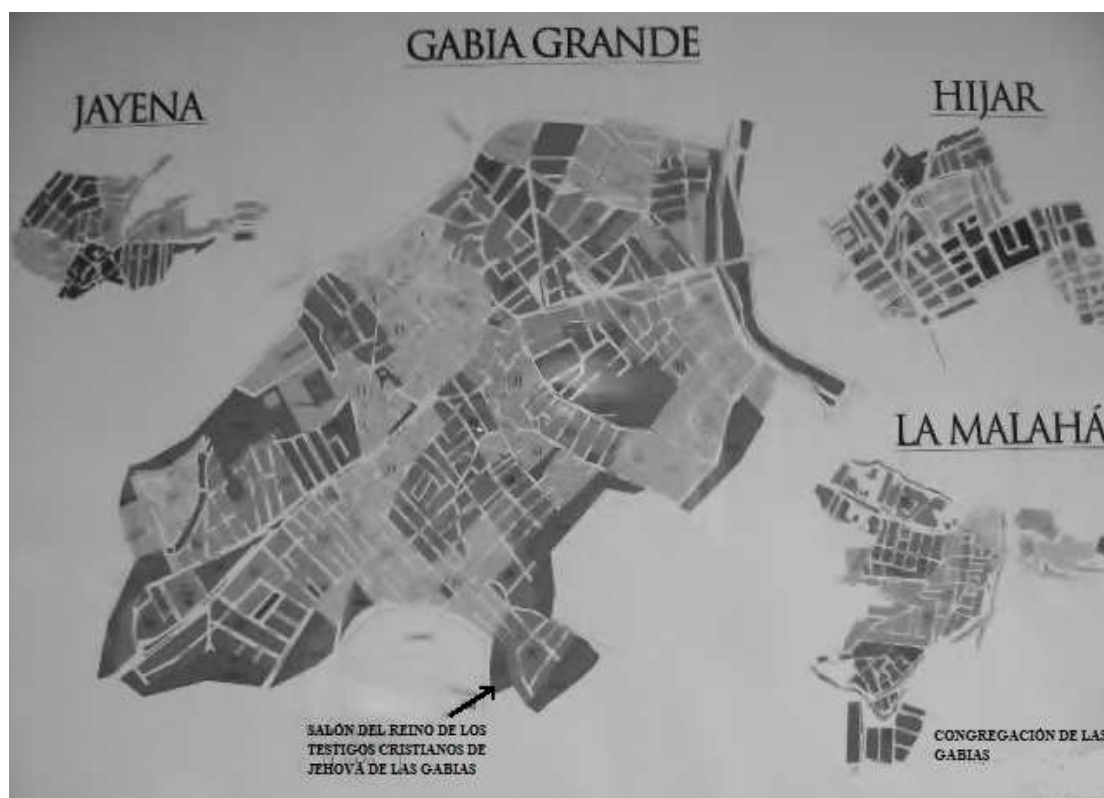 GABIA GRANDE
JAYENA
HIJAR
LA MALAHÁ
SALÓN DEL REINO DE LOS
TESTIGOS CRISTIANOS DE
JEHOVÁ DE LAS GABIAS
CONGREGACIÓN DE LAS
GABIAS